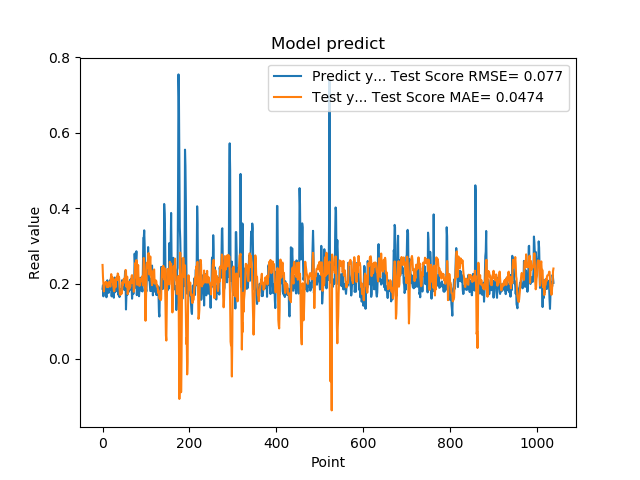 Model predict
Predict y... Test Score RMSE= 0.077
Test y... Test Score MAE= 0.0474
Real value
0.8
0.6
0.4
0.2
0.0
0
200
400
600
800
1000
Point